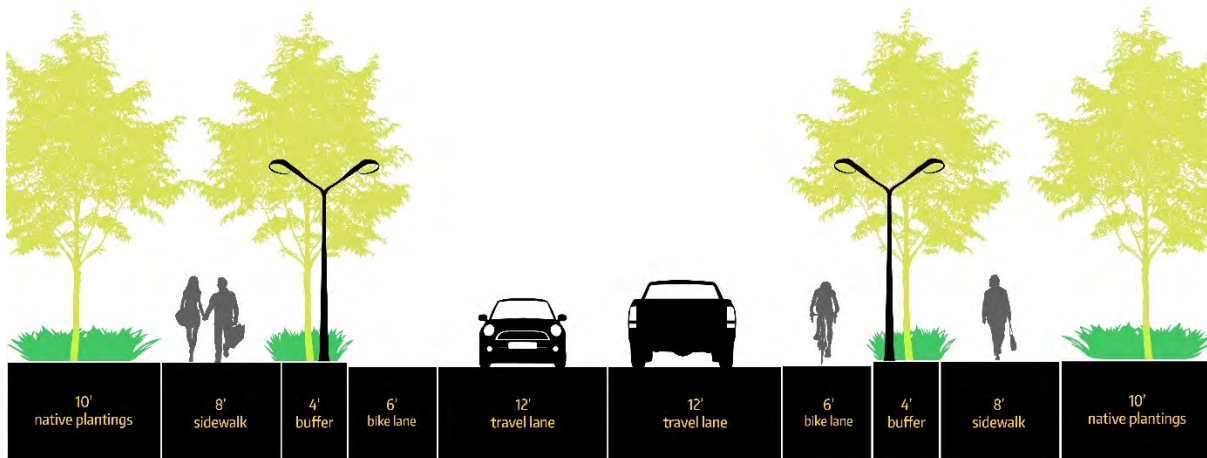 10'
native plantings
8'
sidewalk
4'
buffer
6'
bike lane
12'
travel lane
12'
travel lane
6'
bike lane
4'
buffer
8'
sidewalk
10'
native plantings